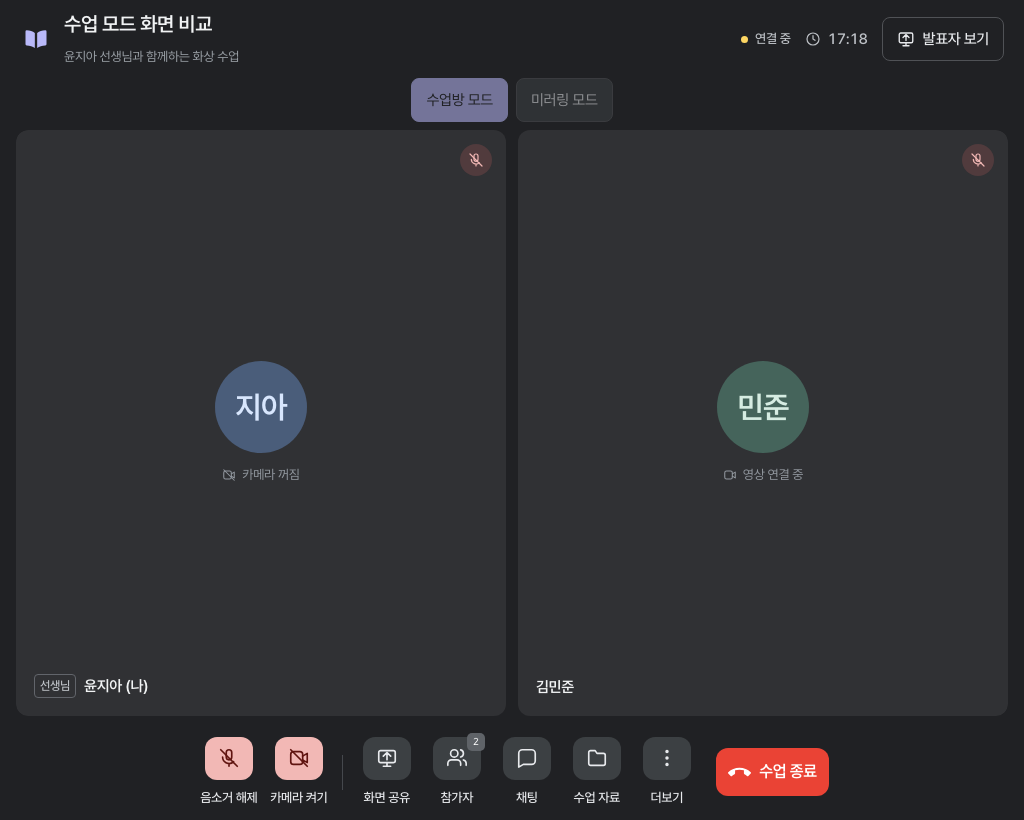 수업 모드 화면 비교
윤지아 선생님과 함께하는 화상 수업
연결 중
17:18
발표자 보기
수업방 모드
미러링 모드
지아
카메라 꺼짐
선생님
윤지아 (나)
민준
영상 연결 중
김민준
음소거 해제
카메라 켜기
화면 공유
2
참가자
채팅
수업 자료
더보기
수업 종료